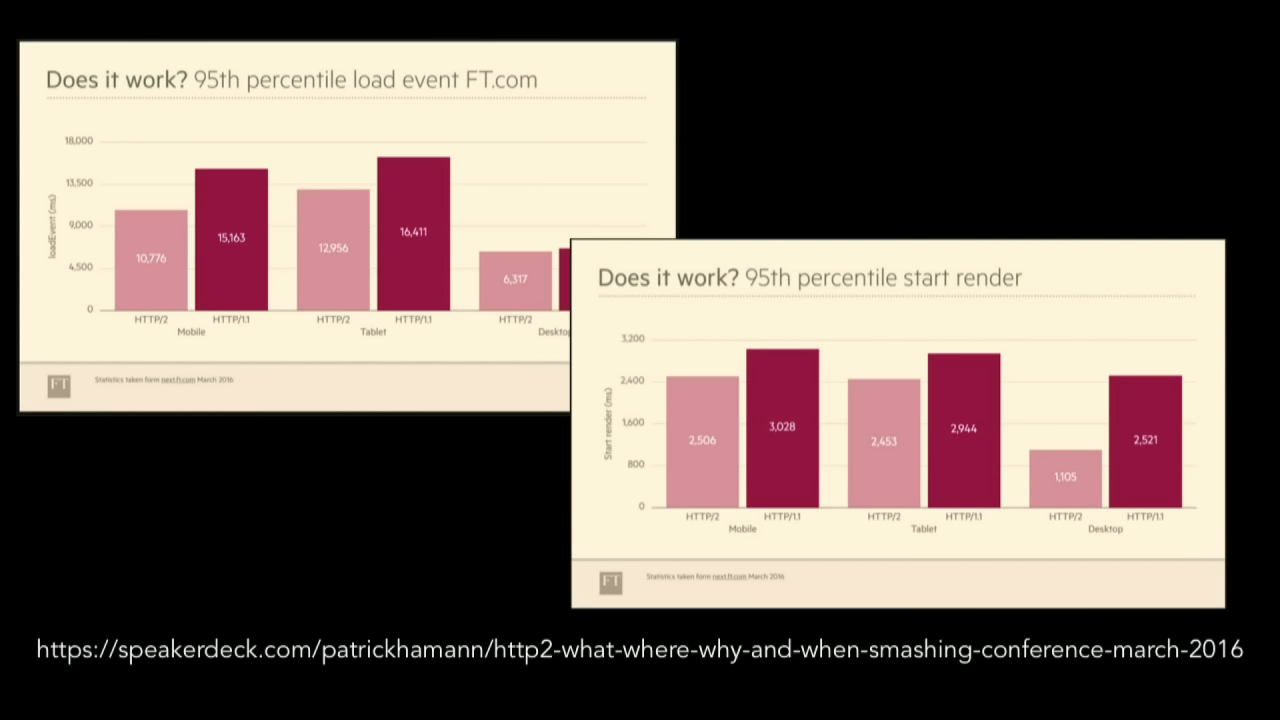 Does it work? 95th percentile load event FT.com
18,000
13,500
9,000
4,500
0
loadEvent (ms)
10,776
15,163
12,956
16,411
6,317
HTTP/2 HTTP/1.1 HTTP/2 HTTP/1.1 HTTP/2
Mobile Tablet
FT
Statistics taken form next.ft.com March 2016
Does it work? 95th percentile start render
3,200
2,400
1,600
800
0
Start render (ms)
2,506
3,028
2,453
2,944
1,105
2,521
HTTP/2 HTTP/1.1 HTTP/2 HTTP/1.1 HTTP/2 HTTP/1.1
Mobile Tablet Desktop
FT
Statistics taken form next.ft.com March 2016
https://speakerdeck.com/patrickhamann/http2-what-where-why-and-when-smashing-conference-march-2016